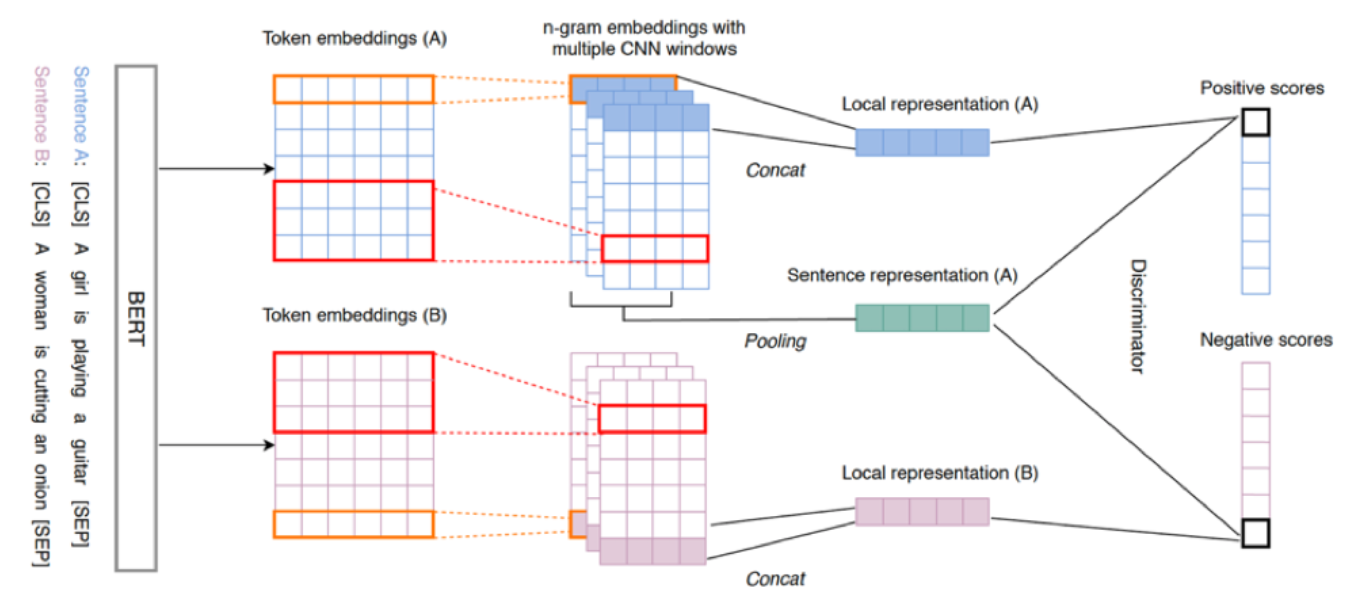 Sentence A: [CLS] A girl is playing a guitar [SEP]
Sentence B: [CLS] A woman is cutting an onion [SEP]
BERT
Token embeddings (A)
n-gram embeddings with
multiple CNN windows
Local representation (A)
Concat
Positive scores
Sentence representation (A)
Pooling
Discriminator
Token embeddings (B)
Negative scores
Local representation (B)
Concat